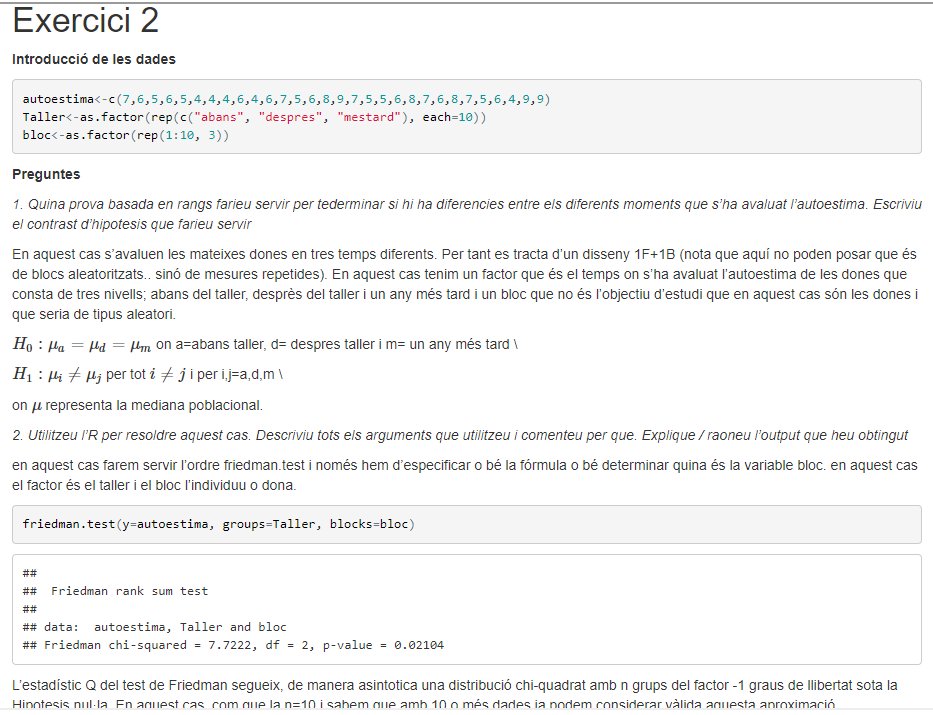 Exercici 2
Introducció de les dades
autoestima<-c(7,6,5,6,5,4,4,4,6,4,6,7,5,6,8,9,7,5,5,6,8,7,6,8,7,5,6,4,9,9)
Taller<-as.factor(rep(c("abans", "despres", "mestard"), each=10))
bloc<-as.factor(rep(1:10, 3))
Preguntes
1. Quina prova basada en rangs farieu servir per tederminar si hi ha diferencies entre els diferents moments que s’ha avaluat l’autoestima. Escriviu
el contrast d’hipotesis que farieu servir
En aquest cas s’avaluen les mateixes dones en tres temps diferents. Per tant es tracta d’un disseny 1F+1B (nota que aquí no poden posar que és
de blocs aleatoritzats.. sinó de mesures repetides). En aquest cas tenim un factor que és el temps on s’ha avaluat l’autoestima de les dones que
consta de tres nivells; abans del taller, desprès del taller i un any més tard i un bloc que no és l’objectiu d’estudi que en aquest cas són les dones i
que seria de tipus aleatori.
H₀ : μₐ = μ_d = μ_m on a=abans taller, d= despres taller i m= un any més tard \
H₁ : μᵢ ≠ μⱼ per tot i ≠ j i per i,j=a,d,m \
on μ representa la mediana poblacional.
2. Utilitzeu l’R per resoldre aquest cas. Descriviu tots els arguments que utilitzeu i comenteu per que. Explique / raoneu l’output que heu obtingut
en aquest cas farem servir l’ordre friedman.test i només hem d’especificar o bé la fórmula o bé determinar quina és la variable bloc. en aquest cas
el factor és el taller i el bloc l’individuu o dona.
friedman.test(y=autoestima, groups=Taller, blocks=bloc)
##
## Friedman rank sum test
##
## data: autoestima, Taller and bloc
## Friedman chi-squared = 7.7222, df = 2, p-value = 0.02104
L’estadístic Q del test de Friedman segueix, de manera asintotica una distribució chi-quadrat amb n grups del factor -1 graus de llibertat sota la
Hipotesis nul·la. En aquest cas, com que la n=10 i sabem que amb 10 o més dades ja podem considerar vàlida aquesta aproximació